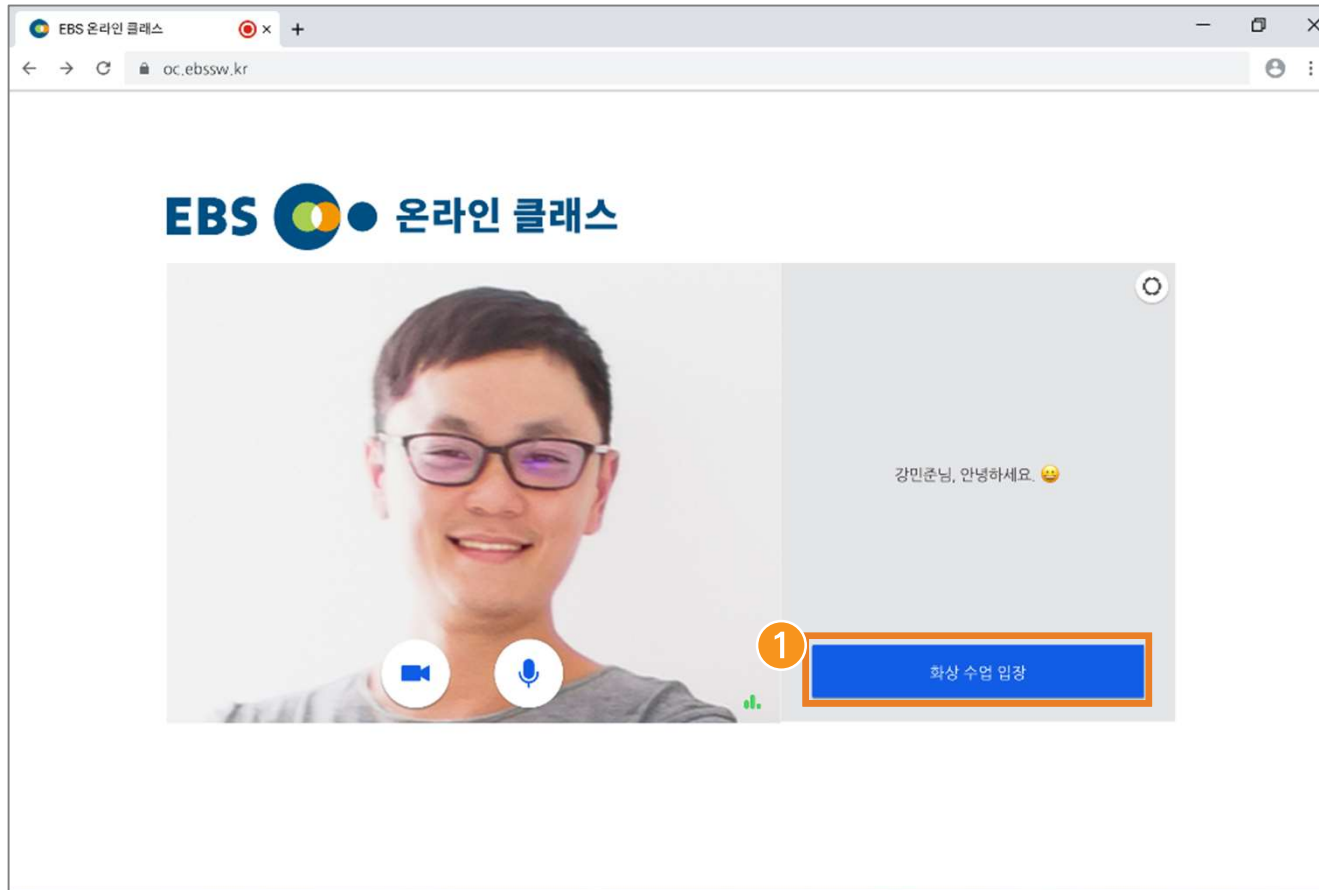 EBS 온라인 클래스
oc.ebssw.kr
EBS 온라인 클래스
강민준님, 안녕하세요. 😀
1
화상 수업 입장